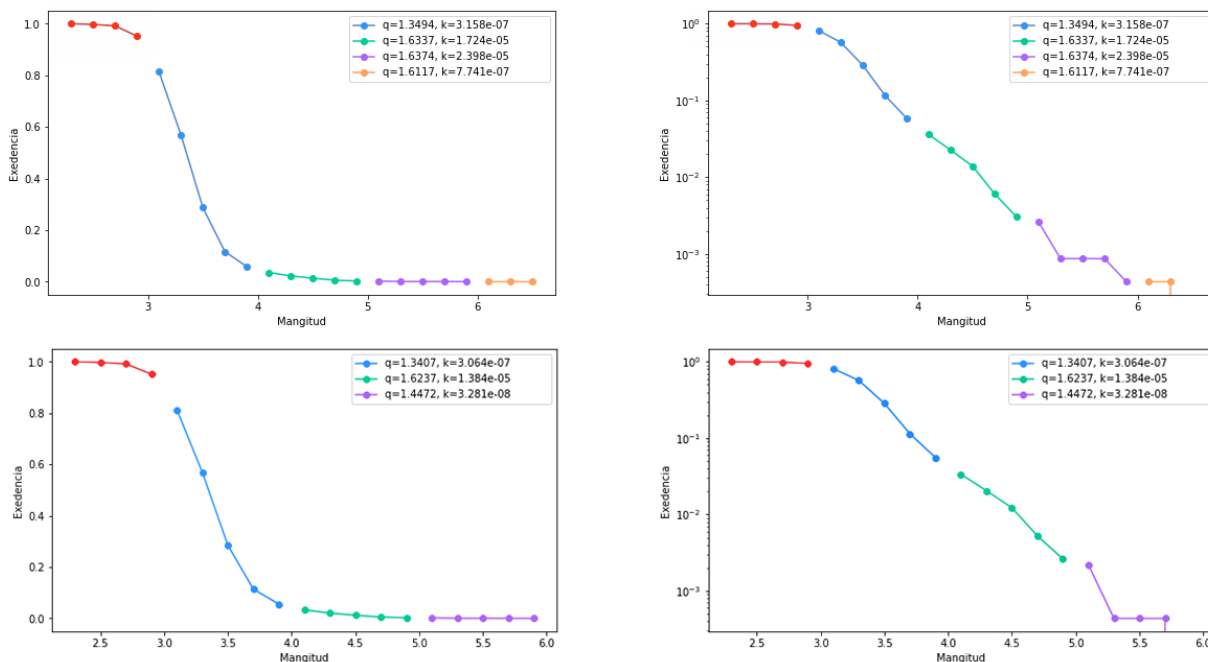 q=1.3494, k=3.158e-07
q=1.6337, k=1.724e-05
q=1.6374, k=2.398e-05
q=1.6117, k=7.741e-07
1.0
0.8
0.6
0.4
0.2
0.0
Exedencia
3 4 5 6
Mangitud
q=1.3494, k=3.158e-07
q=1.6337, k=1.724e-05
q=1.6374, k=2.398e-05
q=1.6117, k=7.741e-07
10⁰
10⁻¹
10⁻²
10⁻³
Exedencia
3 4 5 6
Mangitud
q=1.3407, k=3.064e-07
q=1.6237, k=1.384e-05
q=1.4472, k=3.281e-08
1.0
0.8
0.6
0.4
0.2
0.0
Exedencia
2.5 3.0 3.5 4.0 4.5 5.0 5.5 6.0
Mangitud
q=1.3407, k=3.064e-07
q=1.6237, k=1.384e-05
q=1.4472, k=3.281e-08
10⁰
10⁻¹
10⁻²
10⁻³
Exedencia
2.5 3.0 3.5 4.0 4.5 5.0 5.5 6.0
Mangitud